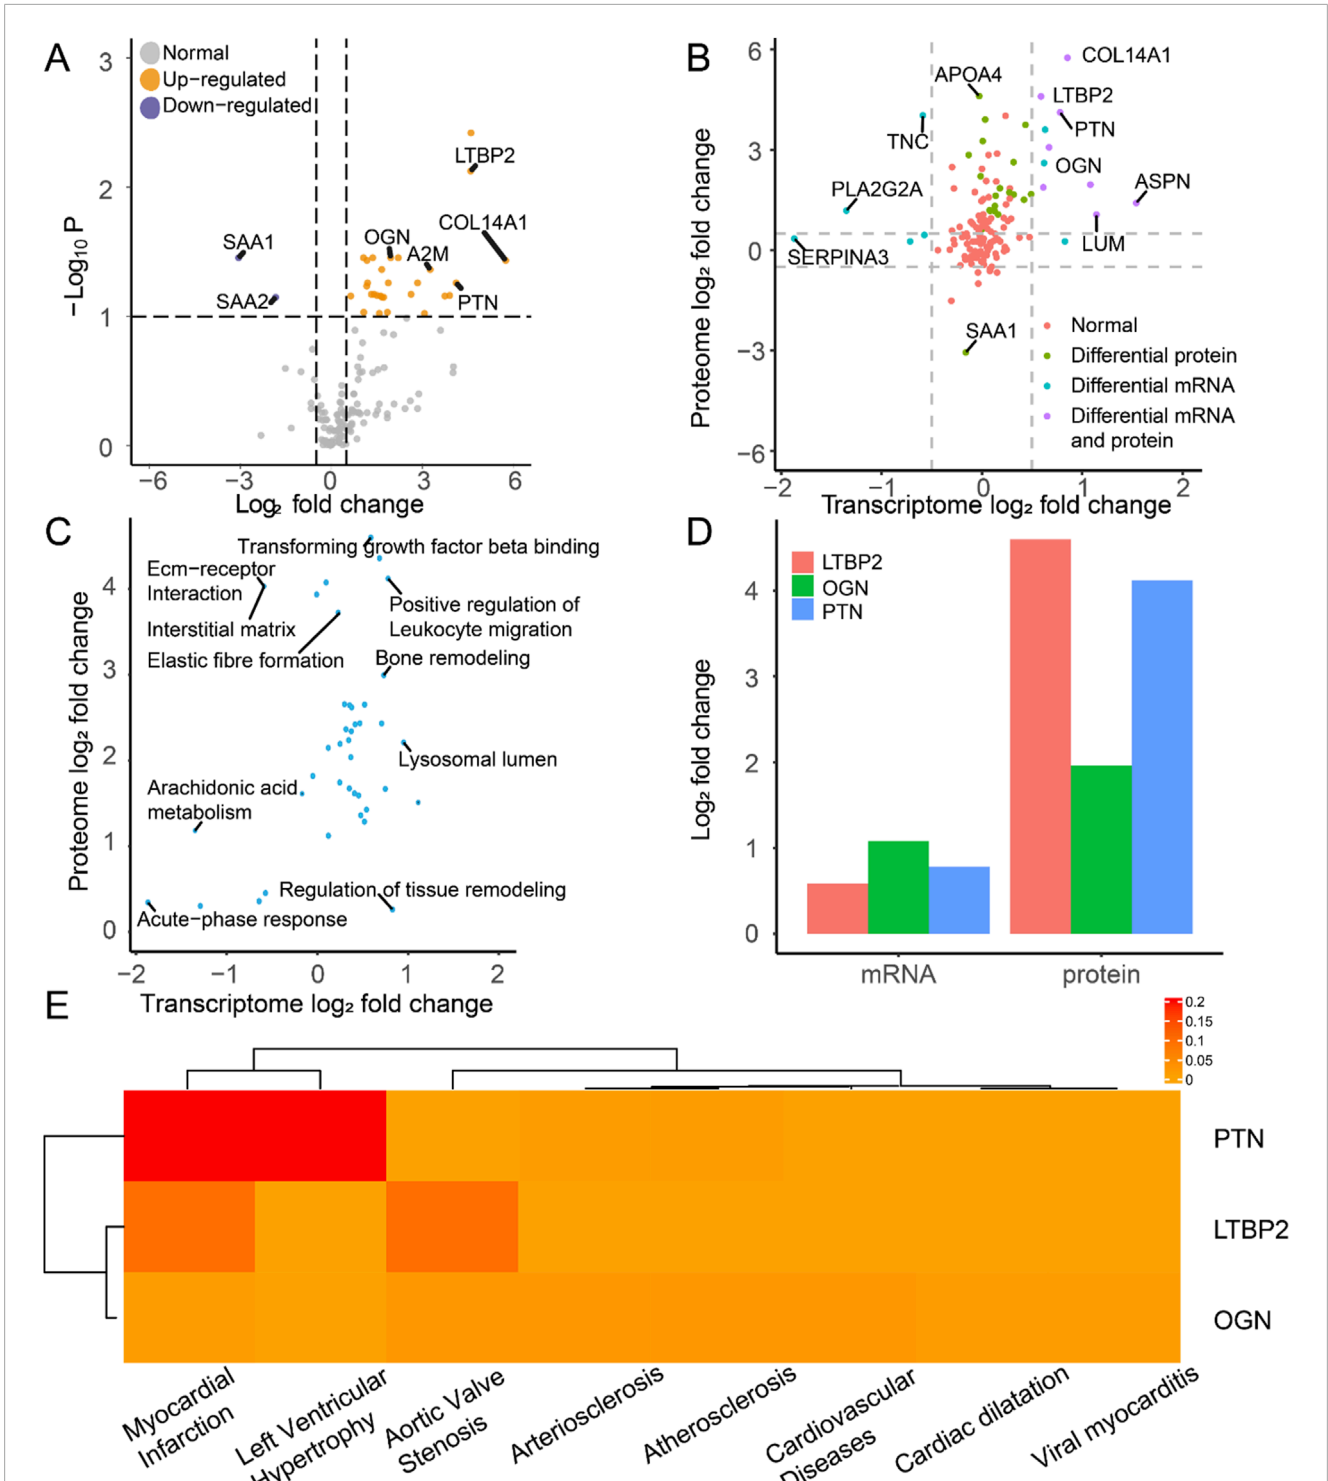 A
Normal
Up-regulated
Down-regulated
3
2
1
0
-Log₁₀ P
LTBP2
COL14A1
OGN
A2M
PTN
SAA1
SAA2
-6
-3
0
3
6
Log₂ fold change
B
6
3
0
-3
-6
Proteome log₂ fold change
COL14A1
APOA4
LTBP2
PTN
TNC
OGN
ASPN
PLA2G2A
LUM
SERPINA3
SAA1
Normal
Differential protein
Differential mRNA
Differential mRNA
and protein
-2
-1
0
1
2
Transcriptome log₂ fold change
C
4
3
2
1
0
Proteome log₂ fold change
Transforming growth factor beta binding
Ecm-receptor
Interaction
Interstitial matrix
Elastic fibre formation
Positive regulation of
Leukocyte migration
Bone remodeling
Lysosomal lumen
Arachidonic acid
metabolism
Regulation of tissue remodeling
Acute-phase response
-2
-1
0
1
2
Transcriptome log₂ fold change
D
LTBP2
OGN
PTN
4
3
2
1
0
Log₂ fold change
mRNA
protein
E
0.2
0.15
0.1
0.05
0
PTN
LTBP2
OGN
Myocardial
Infarction
Left Ventricular
Hypertrophy
Aortic Valve
Stenosis
Arteriosclerosis
Atherosclerosis
Cardiovascular
Diseases
Cardiac dilatation
Viral myocarditis